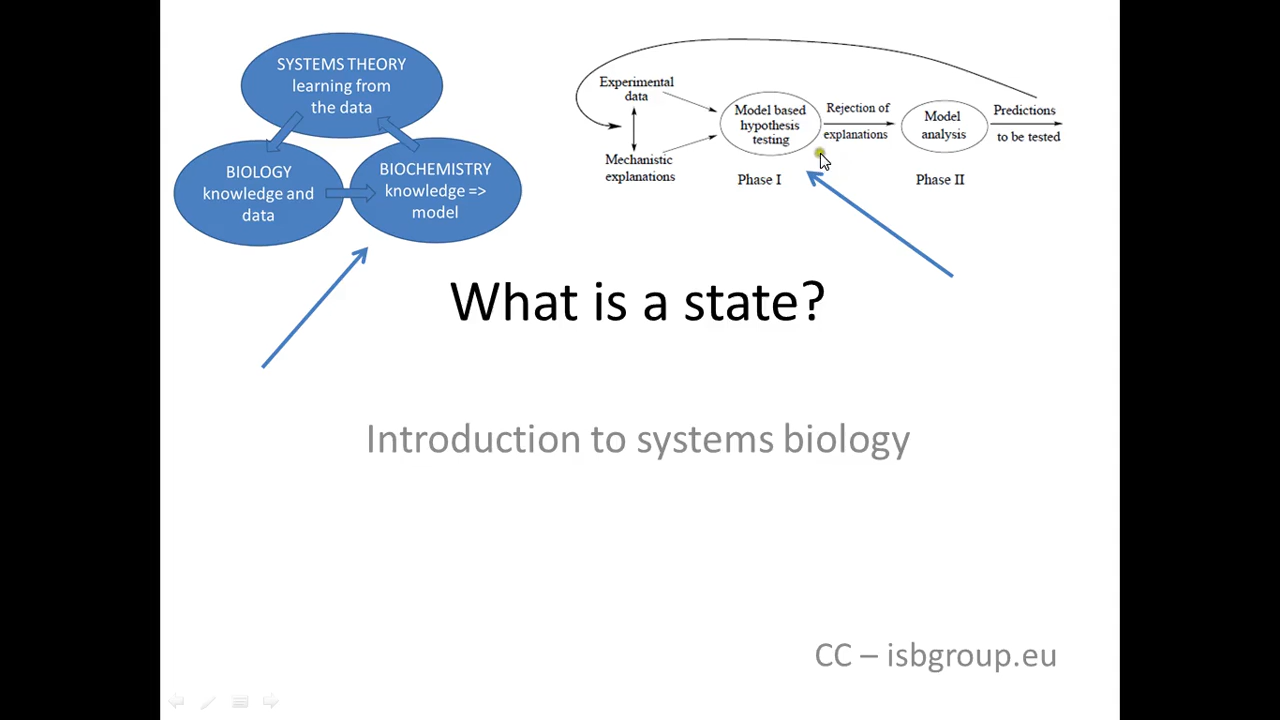 SYSTEMS THEORY
learning from
the data
BIOLOGY
knowledge and
data
BIOCHEMISTRY
knowledge =>
model
Experimental
data
Mechanistic
explanations
Model based
hypothesis
testing
Phase I
Rejection of
explanations
Model
analysis
Phase II
Predictions
to be tested
What is a state?
Introduction to systems biology
CC – isbgroup.eu